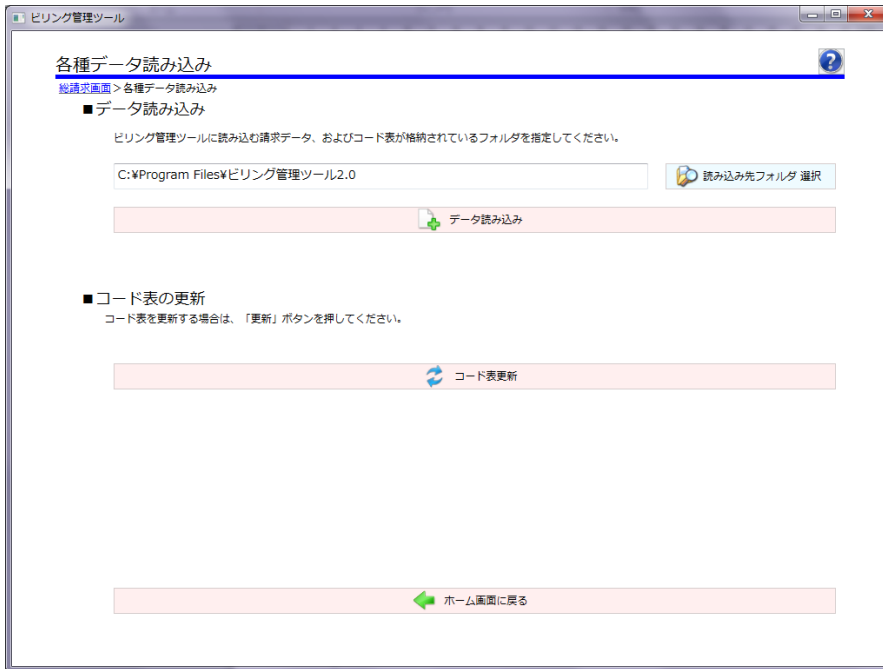 ビリング管理ツール
各種データ読み込み
総請求画面>各種データ読み込み
■データ読み込み
ビリング管理ツールに読み込む請求データ、およびコード表が格納されているフォルダを指定してください。
C:¥Program Files¥ビリング管理ツール2.0
読み込み先フォルダ 選択
データ読み込み
■コード表の更新
コード表を更新する場合は、「更新」ボタンを押してください。
コード表更新
ホーム画面に戻る